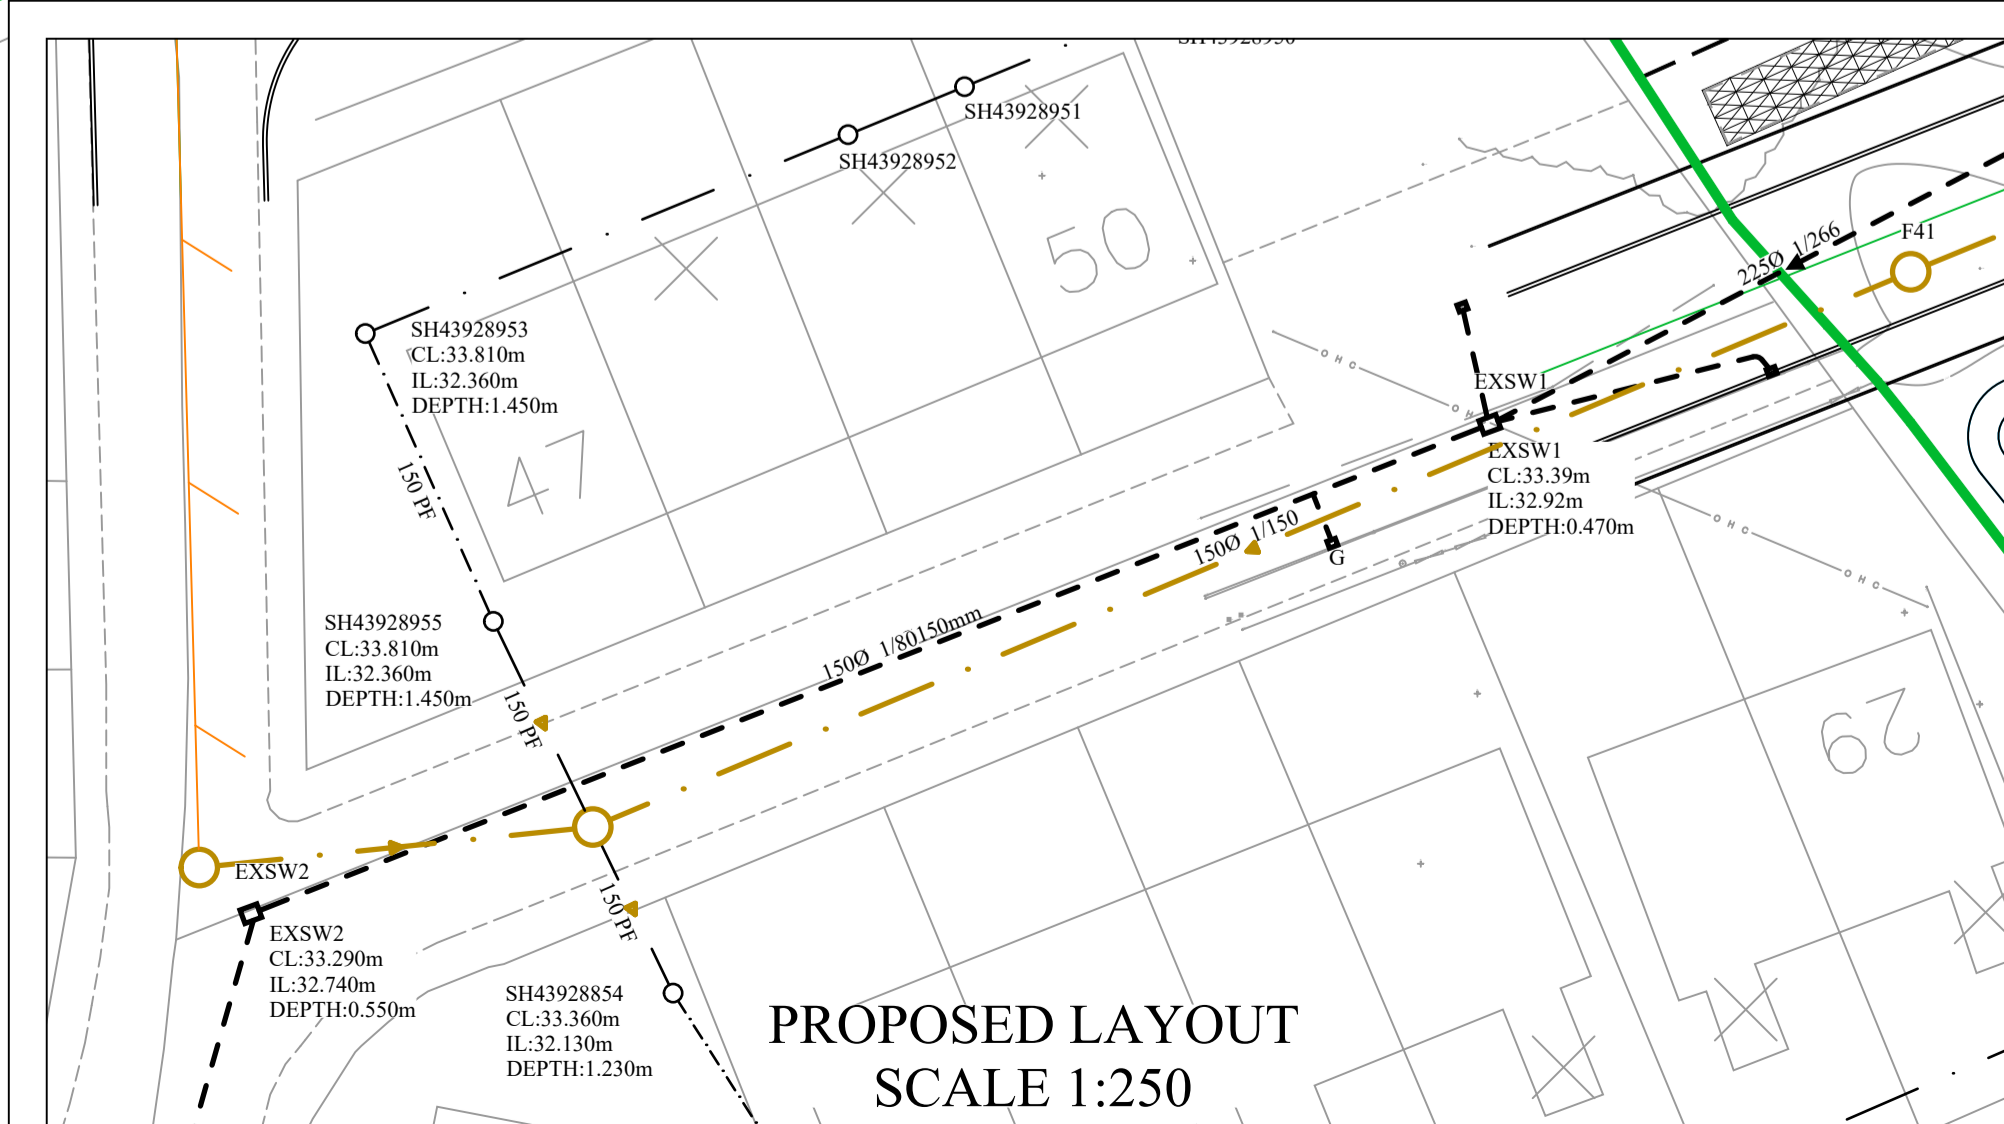 SH43928951
SH43928952
50
225Ø 1/266
F41
SH43928953
CL:33.810m
IL:32.360m
DEPTH:1.450m
O H C
EXSW1
O H
47
150 PF
EXSW1
CL:33.39m
IL:32.92m
DEPTH:0.470m
150Ø 1/150
G
O H C
O H C
SH43928955
CL:33.810m
IL:32.360m
DEPTH:1.450m
150Ø 1/80150mm
150 PF
29
EXSW2
150 PF
EXSW2
CL:33.290m
IL:32.740m
DEPTH:0.550m
SH43928854
CL:33.360m
IL:32.130m
DEPTH:1.230m
PROPOSED LAYOUT
SCALE 1:250